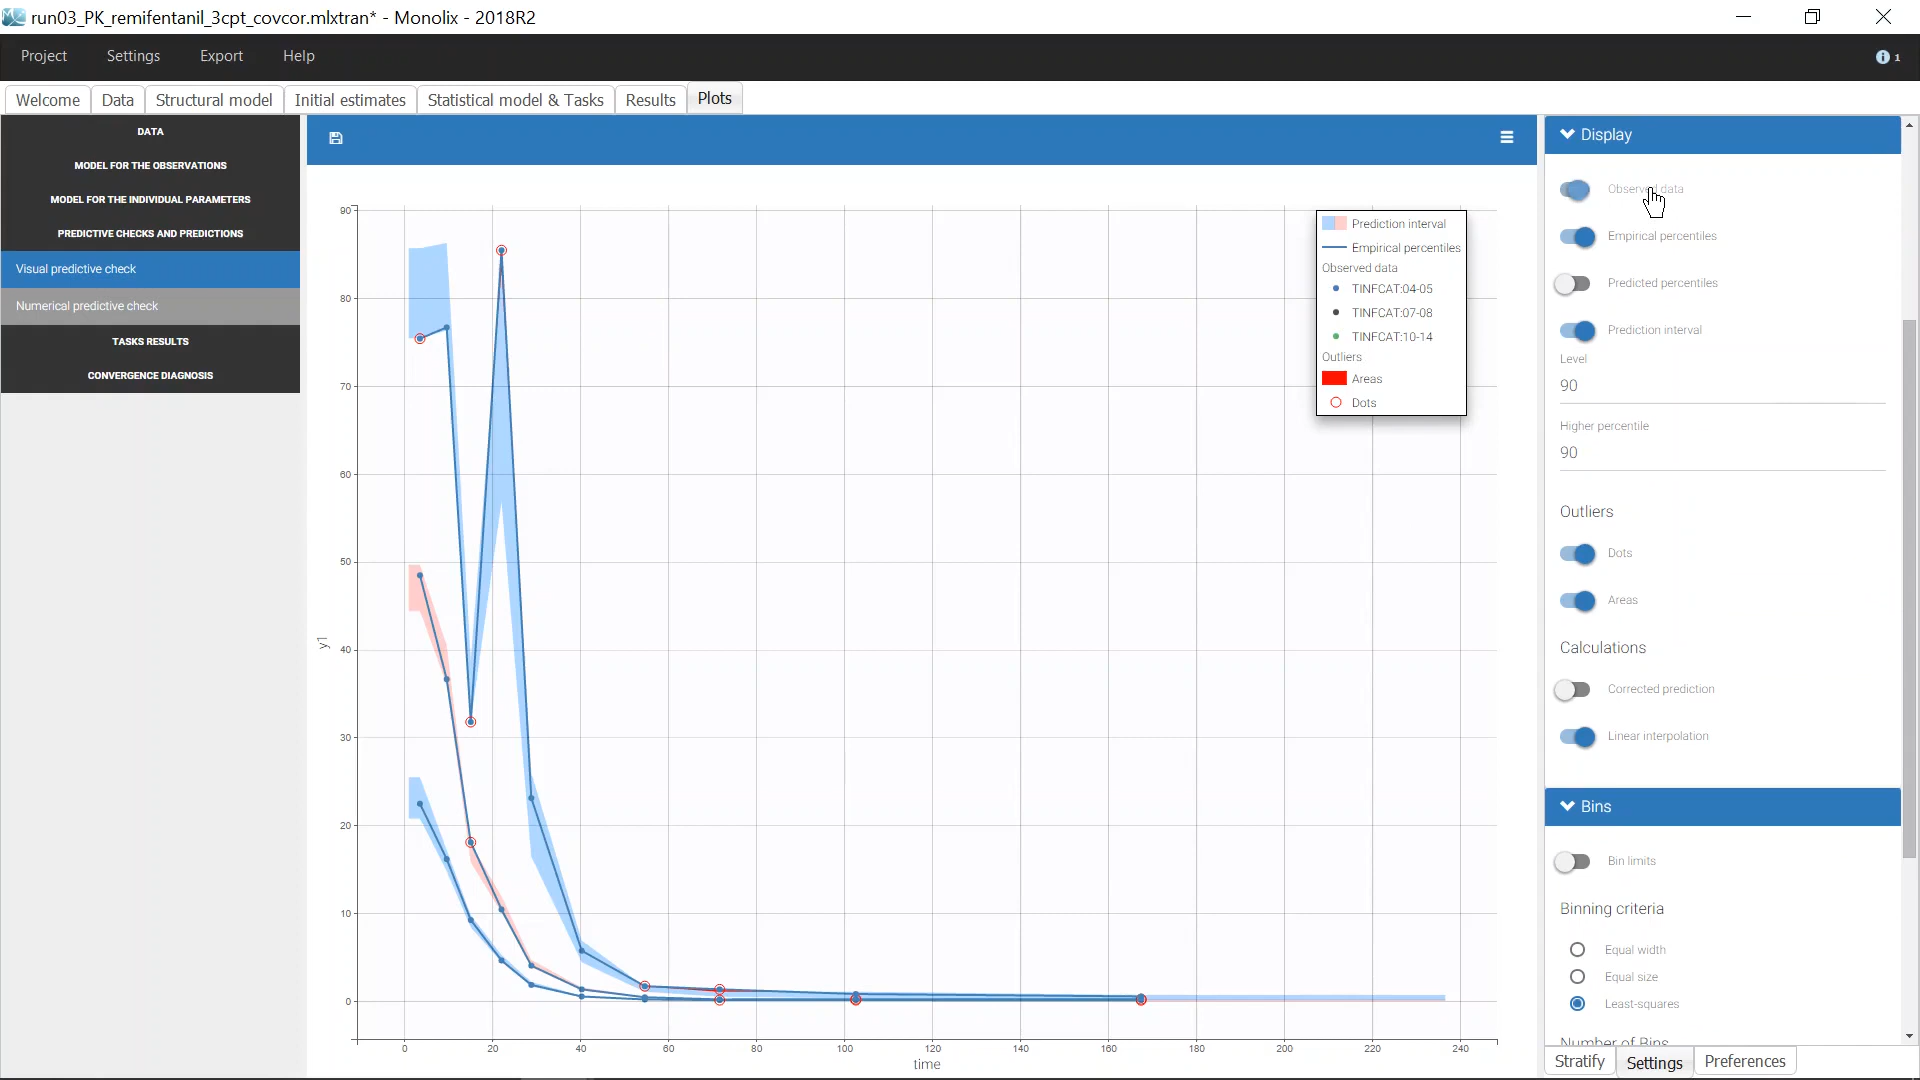 run03_PK_remifentanil_3cpt_covcor.mlxtran* - Monolix - 2018R2
Project Settings Export Help
1
Welcome Data Structural model Initial estimates Statistical model & Tasks Results Plots
DATA
MODEL FOR THE OBSERVATIONS
MODEL FOR THE INDIVIDUAL PARAMETERS
PREDICTIVE CHECKS AND PREDICTIONS
Visual predictive check
Numerical predictive check
TASKS RESULTS
CONVERGENCE DIAGNOSIS
90
80
70
60
50
40
30
20
10
0
y1
0 20 40 60 80 100 120 140 160 180 200 220 240
time
Prediction interval
Empirical percentiles
Observed data
TINFCAT:04-05
TINFCAT:07-08
TINFCAT:10-14
Outliers
Areas
Dots
Display
Observed data
Empirical percentiles
Predicted percentiles
Prediction interval
Level
90
Higher percentile
90
Outliers
Dots
Areas
Calculations
Corrected prediction
Linear interpolation
Bins
Bin limits
Binning criteria
Equal width
Equal size
Least-squares
Number of Bins
Stratify Settings Preferences